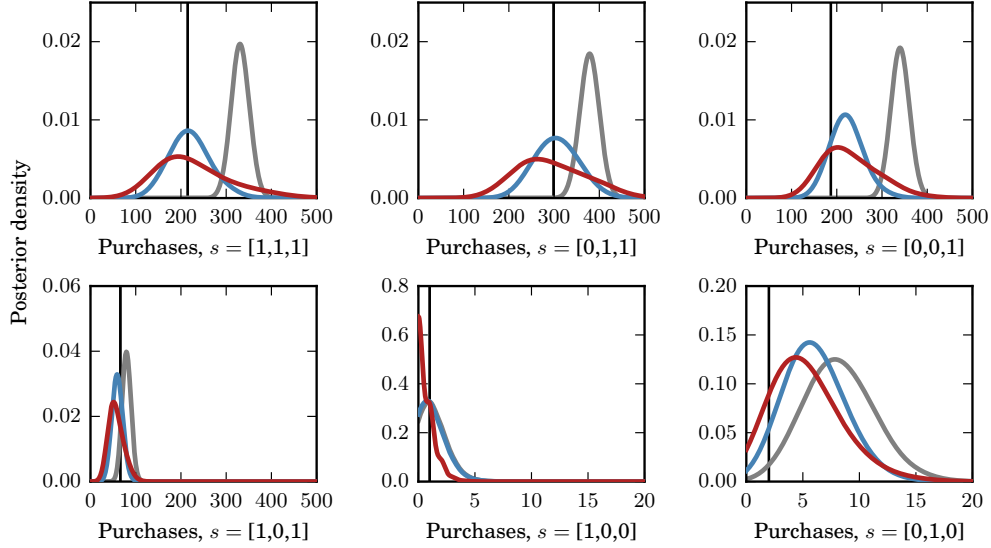 Posterior density
0.02
0.01
0.00
0 100 200 300 400 500
Purchases, s = [1,1,1]
0.02
0.01
0.00
0 100 200 300 400 500
Purchases, s = [0,1,1]
0.02
0.01
0.00
0 100 200 300 400 500
Purchases, s = [0,0,1]
0.06
0.04
0.02
0.00
0 100 200 300 400 500
Purchases, s = [1,0,1]
0.8
0.6
0.4
0.2
0.0
0 5 10 15 20
Purchases, s = [1,0,0]
0.20
0.15
0.10
0.05
0.00
0 5 10 15 20
Purchases, s = [0,1,0]